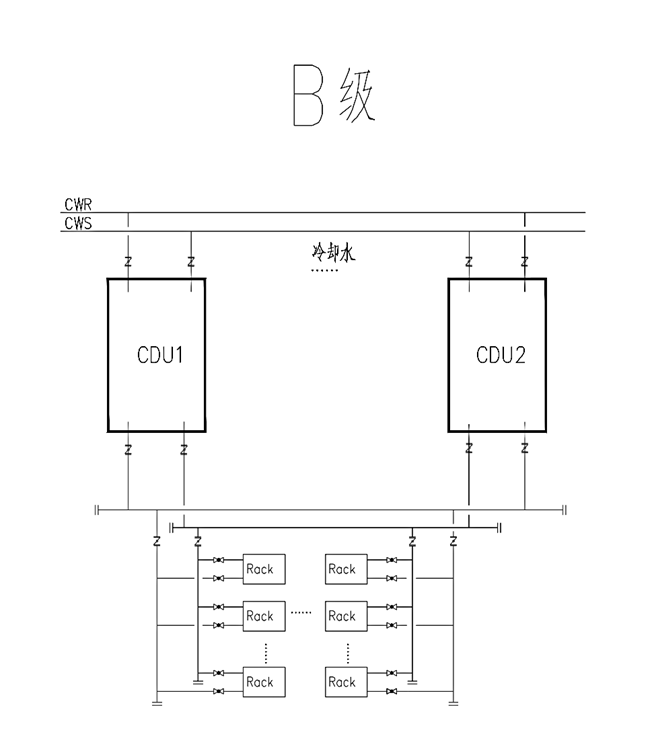 B级
CWR
CWS
冷却水
......
CDU1
CDU2
Rack
Rack
Rack
......
Rack
Rack
Rack